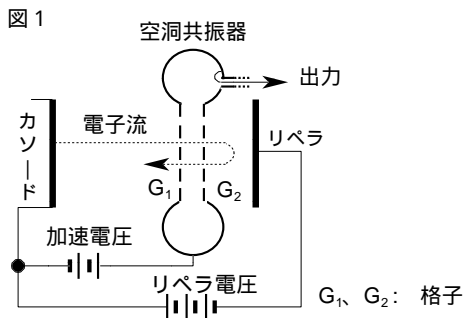 図1
空洞共振器
出力
カソード
電子流
リペラ
G₁
G₂
加速電圧
リペラ電圧
G₁、G₂： 格子